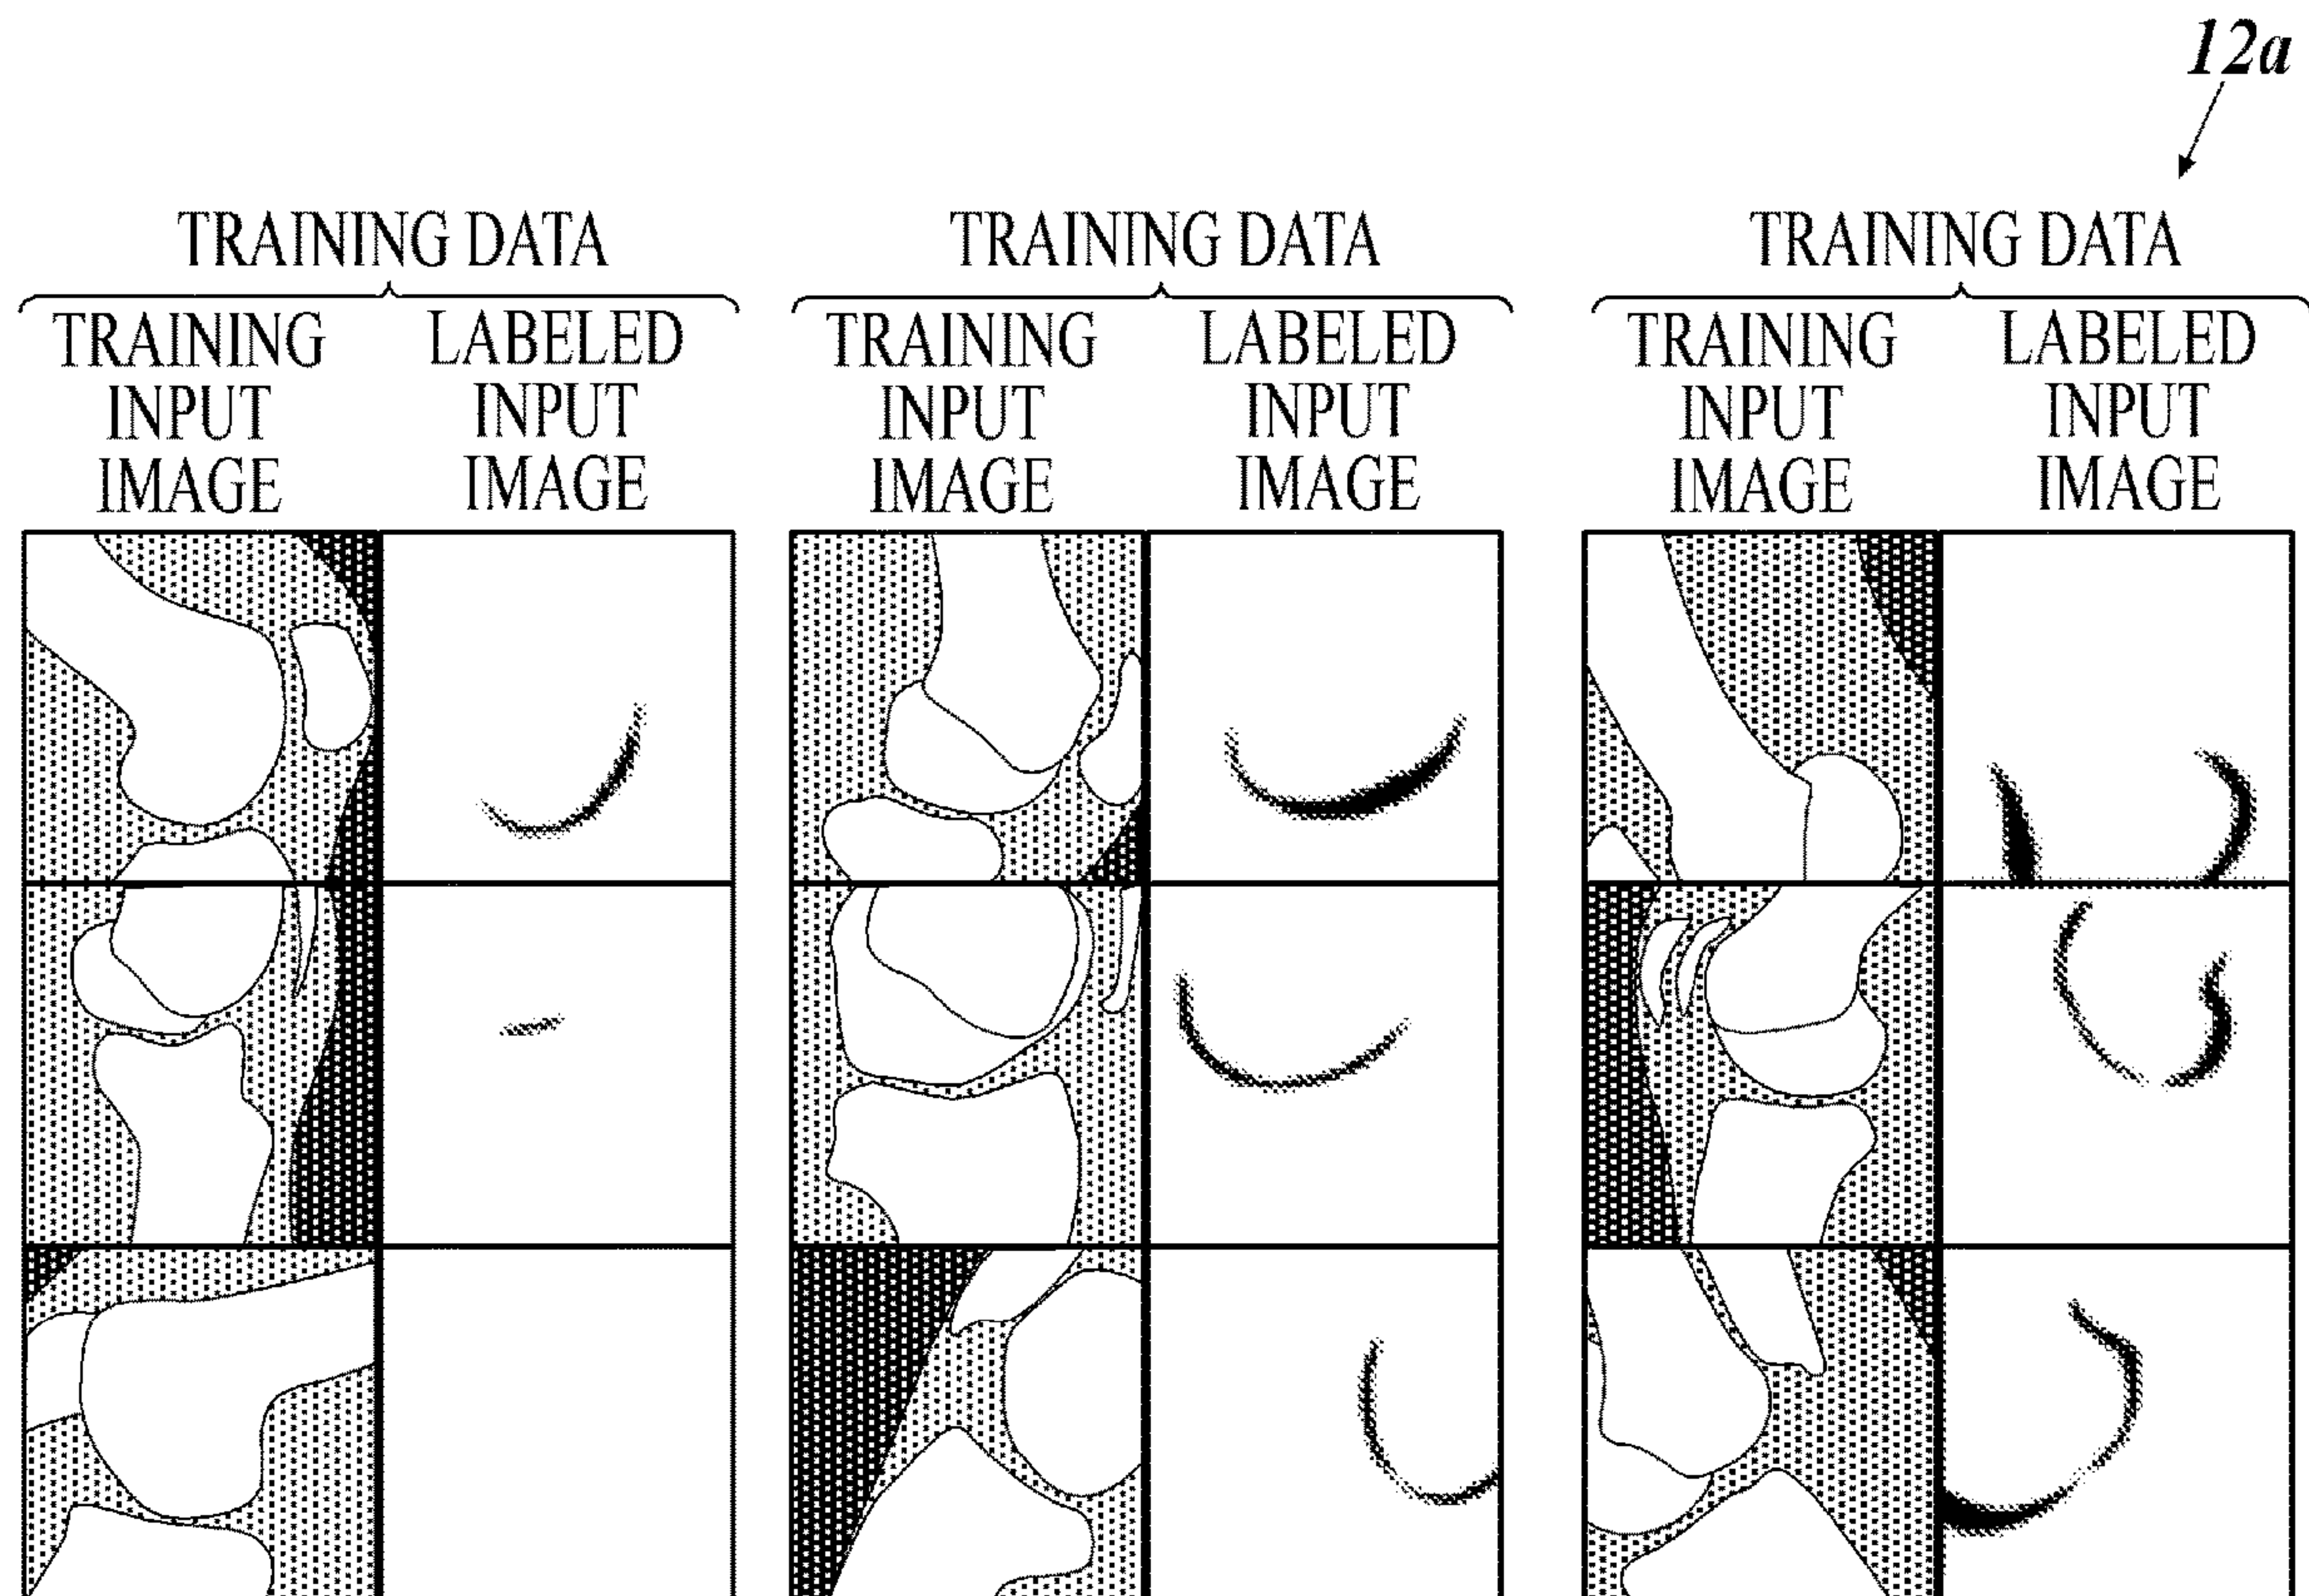 12a
TRAINING DATA
TRAINING
INPUT
IMAGE
LABELED
INPUT
IMAGE
TRAINING DATA
TRAINING
INPUT
IMAGE
LABELED
INPUT
IMAGE
TRAINING DATA
TRAINING
INPUT
IMAGE
LABELED
INPUT
IMAGE